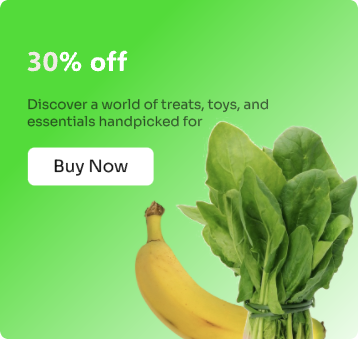 30% off
Discover a world of treats, toys, and
essentials handpicked for
Buy Now